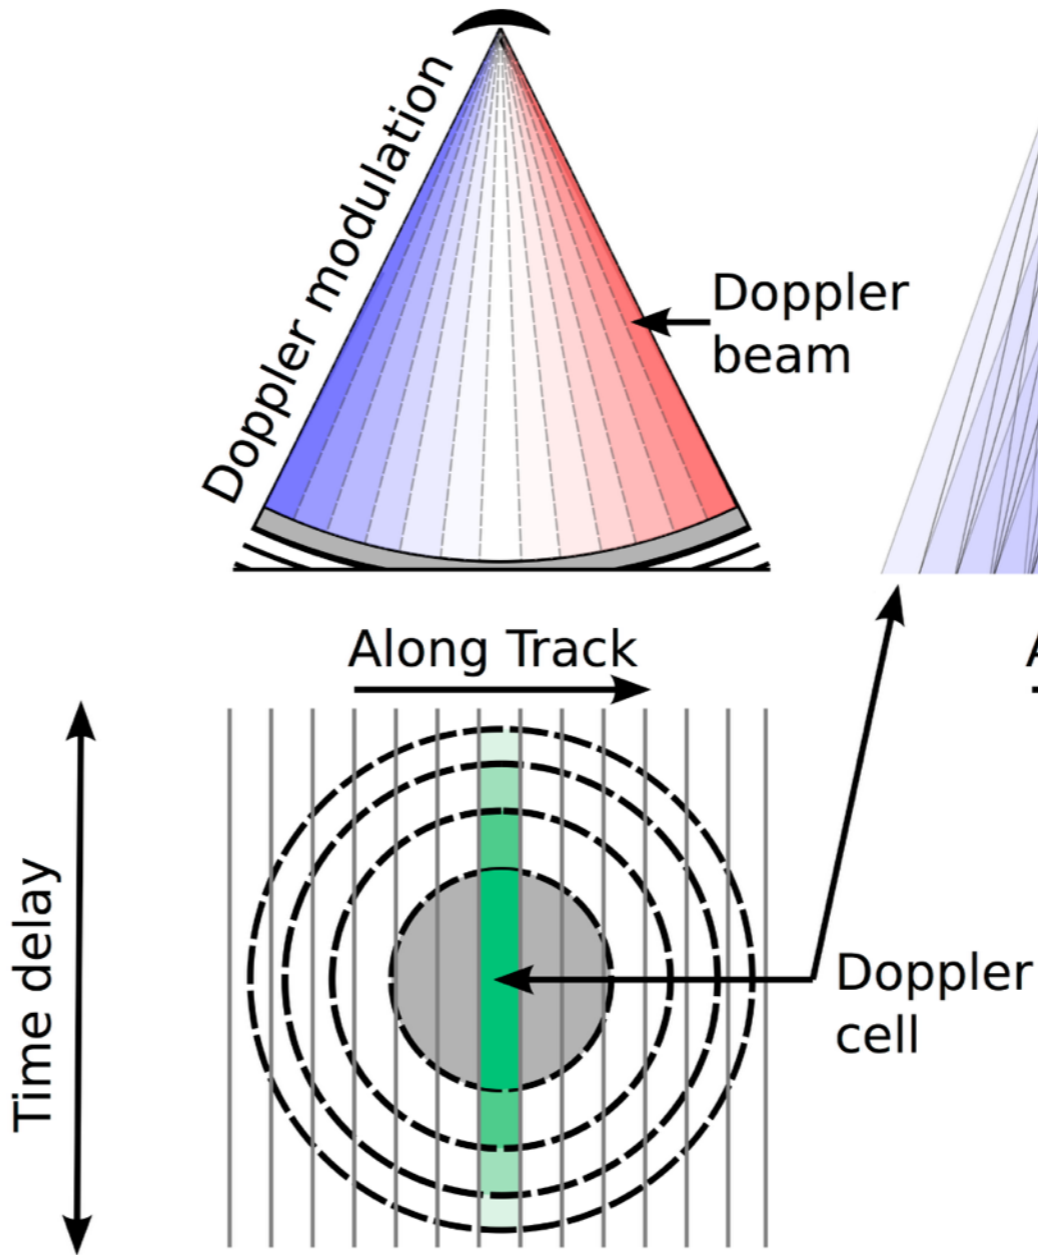 Doppler modulation
Doppler
beam
Along Track
Time delay
Doppler
cell